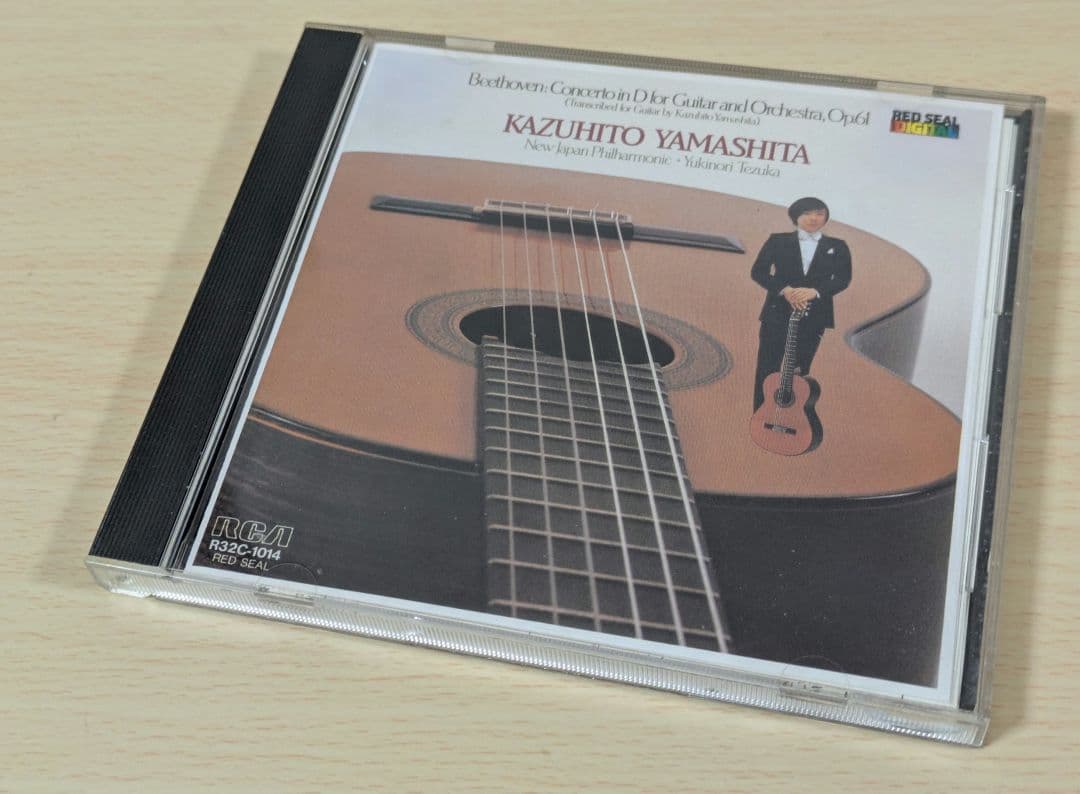 Beethoven: Concerto in D for Guitar and Orchestra, Op.61
(Transcribed for Guitar by Kazuhito Yamashita)
RED SEAL
DIGITAL
KAZUHITO YAMASHITA
New Japan Philharmonic • Yukinori Tezuka
RCA
R32C-1014
RED SEAL